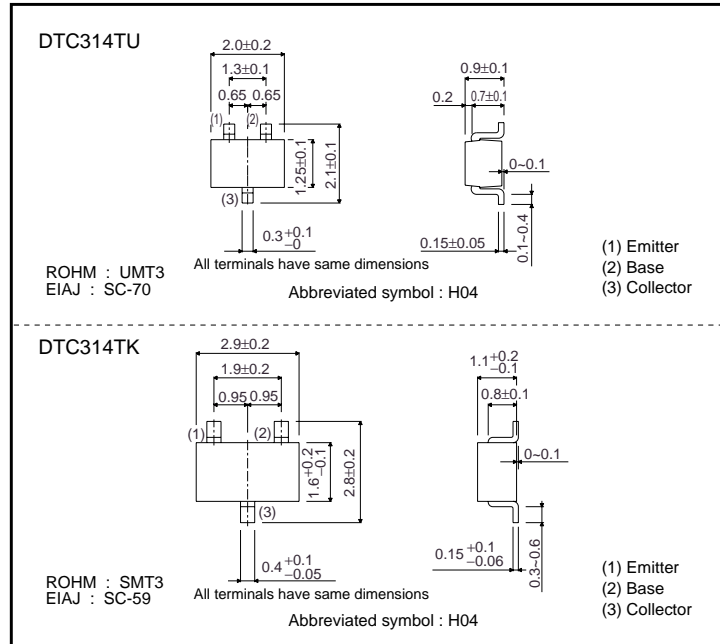 DTC314TU
2.0±0.2
1.3±0.1
0.65 0.65
(1) (2)
(3)
1.25±0.1
2.1±0.1
0.3 +0.1 −0
All terminals have same dimensions
0.9±0.1
0.2 0.7±0.1
0~0.1
0.15±0.05
0.1~0.4
ROHM : UMT3
EIAJ : SC-70
Abbreviated symbol : H04
(1) Emitter
(2) Base
(3) Collector
DTC314TK
2.9±0.2
1.9±0.2
0.95 0.95
(1) (2)
(3)
1.6 +0.2 −0.1
2.8±0.2
0.4 +0.1 −0.05
All terminals have same dimensions
1.1 +0.2 −0.1
0.8±0.1
0~0.1
0.15 +0.1 −0.06
0.3~0.6
ROHM : SMT3
EIAJ : SC-59
Abbreviated symbol : H04
(1) Emitter
(2) Base
(3) Collector